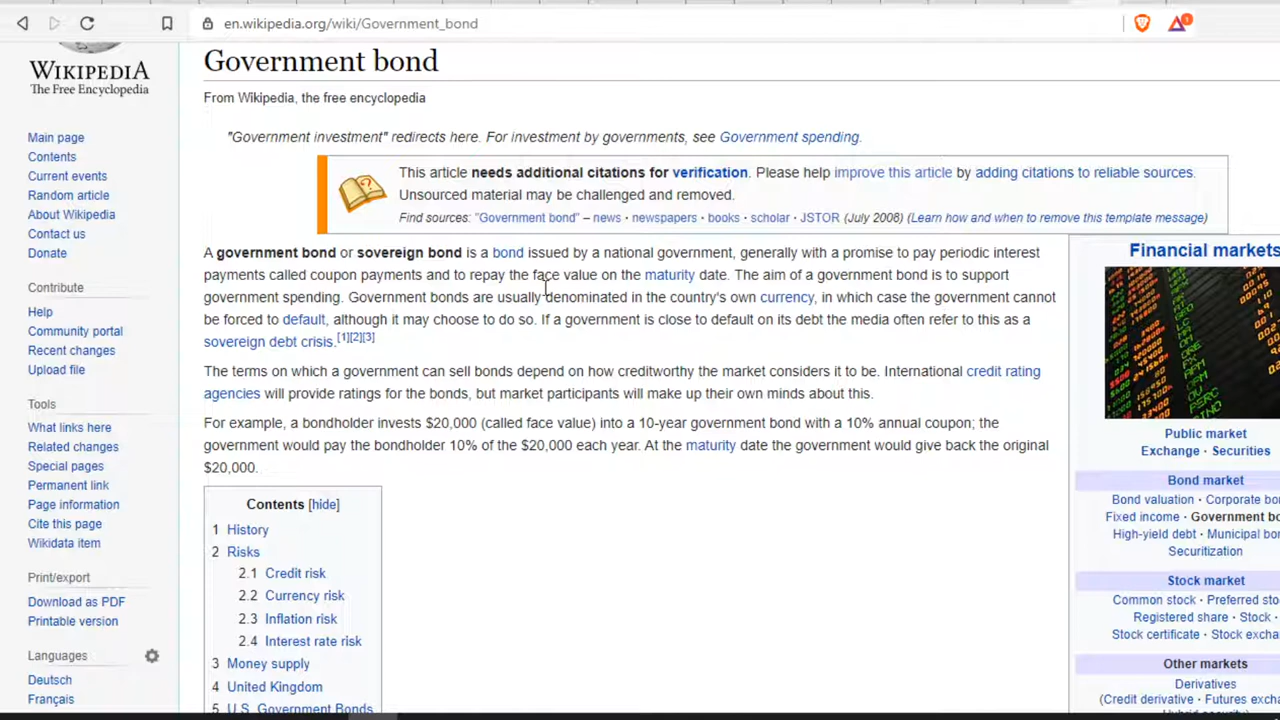 en.wikipedia.org/wiki/Government_bond
1
WIKIPEDIA
The Free Encyclopedia
Main page
Contents
Current events
Random article
About Wikipedia
Contact us
Donate
Contribute
Help
Community portal
Recent changes
Upload file
Tools
What links here
Related changes
Special pages
Permanent link
Page information
Cite this page
Wikidata item
Print/export
Download as PDF
Printable version
Languages
Deutsch
Français
Government bond
From Wikipedia, the free encyclopedia
"Government investment" redirects here. For investment by governments, see Government spending.
This article needs additional citations for verification. Please help improve this article by adding citations to reliable sources.
Unsourced material may be challenged and removed.
Find sources: "Government bond" – news · newspapers · books · scholar · JSTOR (July 2008) (Learn how and when to remove this template message)
A government bond or sovereign bond is a bond issued by a national government, generally with a promise to pay periodic interest
payments called coupon payments and to repay the face value on the maturity date. The aim of a government bond is to support
government spending. Government bonds are usually denominated in the country's own currency, in which case the government cannot
be forced to default, although it may choose to do so. If a government is close to default on its debt the media often refer to this as a
sovereign debt crisis.[1][2][3]
The terms on which a government can sell bonds depend on how creditworthy the market considers it to be. International credit rating
agencies will provide ratings for the bonds, but market participants will make up their own minds about this.
For example, a bondholder invests $20,000 (called face value) into a 10-year government bond with a 10% annual coupon; the
government would pay the bondholder 10% of the $20,000 each year. At the maturity date the government would give back the original
$20,000.
Contents [hide]
1 History
2 Risks
2.1 Credit risk
2.2 Currency risk
2.3 Inflation risk
2.4 Interest rate risk
3 Money supply
4 United Kingdom
5 U.S. Government Bonds
Financial markets
Public market
Exchange · Securities
Bond market
Bond valuation · Corporate bo
Fixed income · Government bo
High-yield debt · Municipal bon
Securitization
Stock market
Common stock · Preferred sto
Registered share · Stock ·
Stock certificate · Stock excha
Other markets
Derivatives
(Credit derivative · Futures exch